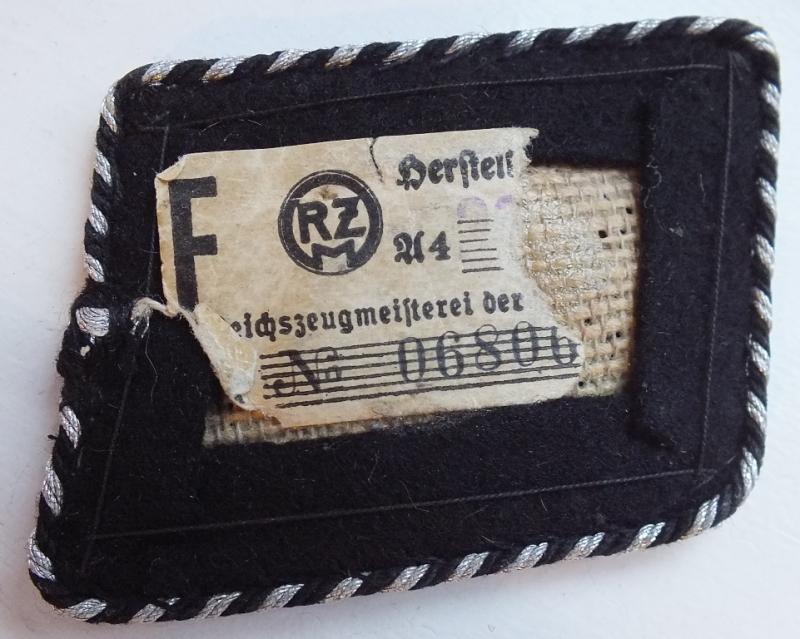 F
RZM
Herstell
A4
eichszeugmeisterei der
No 06806